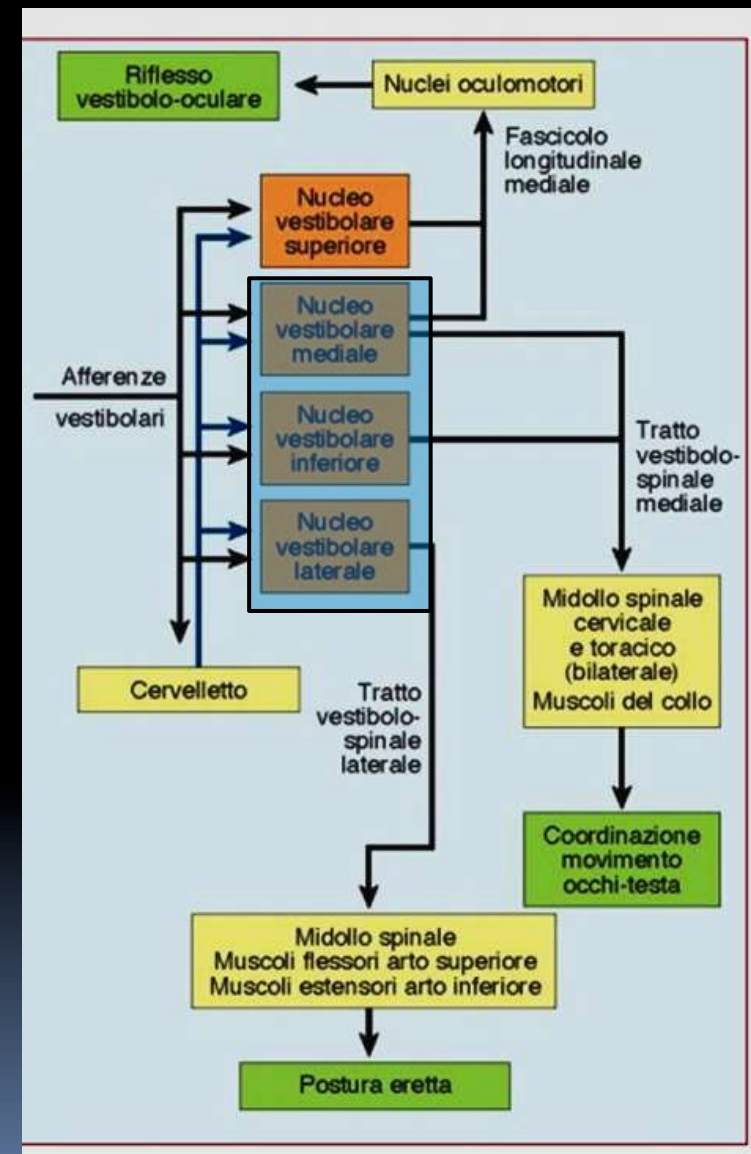 Riflesso
vestibolo-oculare
Nuclei oculomotori
Fascicolo
longitudinale
mediale
Nucleo
vestibolare
superiore
Nucleo
vestibolare
mediale
Afferenze
vestibolari
Nucleo
vestibolare
inferiore
Tratto
vestibolo-
spinale
mediale
Nucleo
vestibolare
laterale
Midollo spinale
cervicale
e toracico
(bilaterale)
Muscoli del collo
Cervelletto
Tratto
vestibolo-
spinale
laterale
Coordinazione
movimento
occhi-testa
Midollo spinale
Muscoli flessori arto superiore
Muscoli estensori arto inferiore
Postura eretta